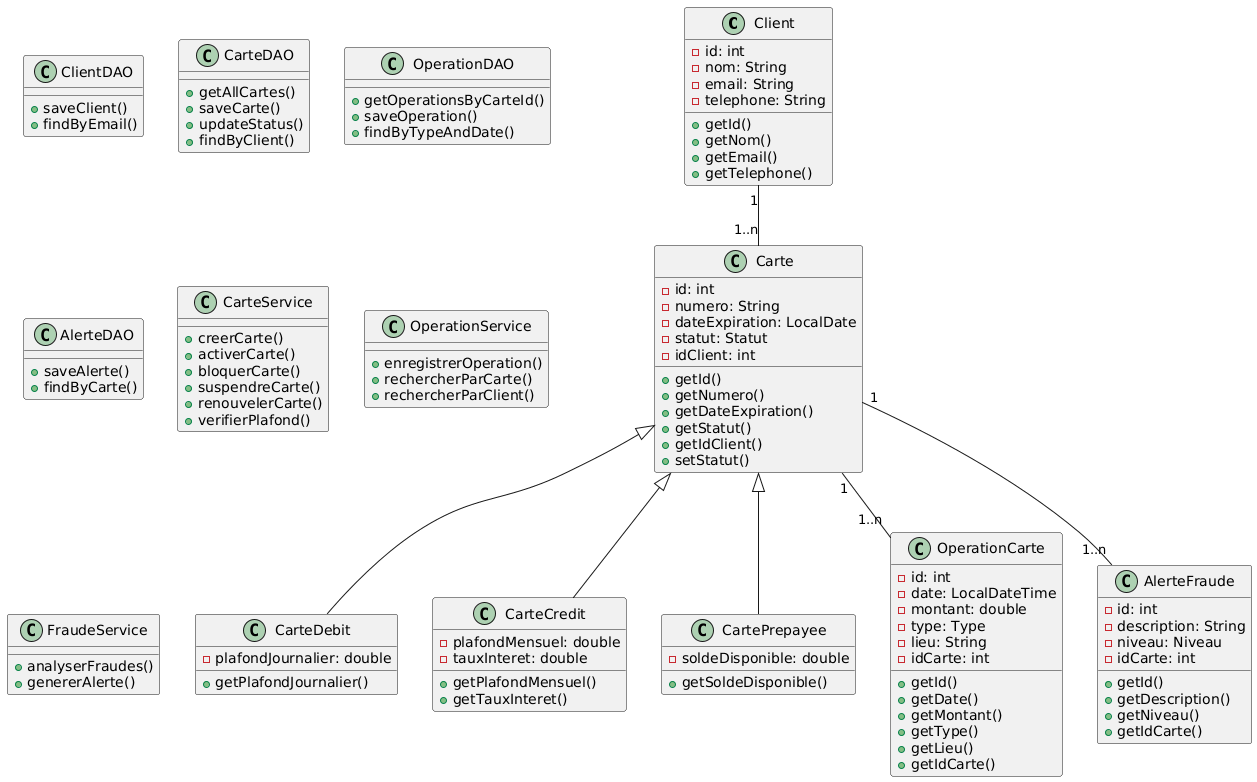 C ClientDAO
saveClient()
findByEmail()
C CarteDAO
getAllCartes()
saveCarte()
updateStatus()
findByClient()
C OperationDAO
getOperationsByCarteId()
saveOperation()
findByTypeAndDate()
C Client
id: int
nom: String
email: String
telephone: String
getId()
getNom()
getEmail()
getTelephone()
1
1..n
C AlerteDAO
saveAlerte()
findByCarte()
C CarteService
creerCarte()
activerCarte()
bloquerCarte()
suspendreCarte()
renouvelerCarte()
verifierPlafond()
C OperationService
enregistrerOperation()
rechercherParCarte()
rechercherParClient()
C Carte
id: int
numero: String
dateExpiration: LocalDate
statut: Statut
idClient: int
getId()
getNumero()
getDateExpiration()
getStatut()
getIdClient()
setStatut()
1
1..n
1
1..n
C FraudeService
analyserFraudes()
genererAlerte()
C CarteDebit
plafondJournalier: double
getPlafondJournalier()
C CarteCredit
plafondMensuel: double
tauxInteret: double
getPlafondMensuel()
getTauxInteret()
C CartePrepayee
soldeDisponible: double
getSoldeDisponible()
C OperationCarte
id: int
date: LocalDateTime
montant: double
type: Type
lieu: String
idCarte: int
getId()
getDate()
getMontant()
getType()
getLieu()
getIdCarte()
C AlerteFraude
id: int
description: String
niveau: Niveau
idCarte: int
getId()
getDescription()
getNiveau()
getIdCarte()